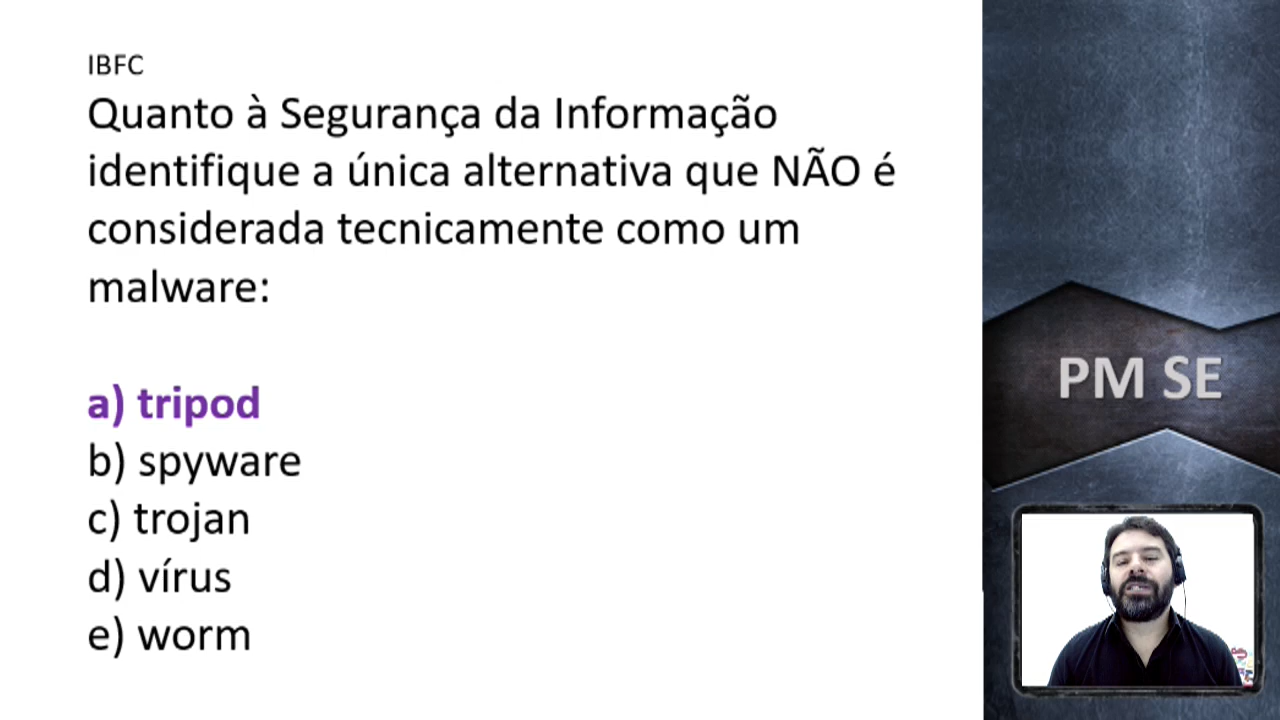 IBFC
Quanto à Segurança da Informação
identifique a única alternativa que NÃO é
considerada tecnicamente como um
malware:
a) tripod
b) spyware
c) trojan
d) vírus
e) worm
PM SE